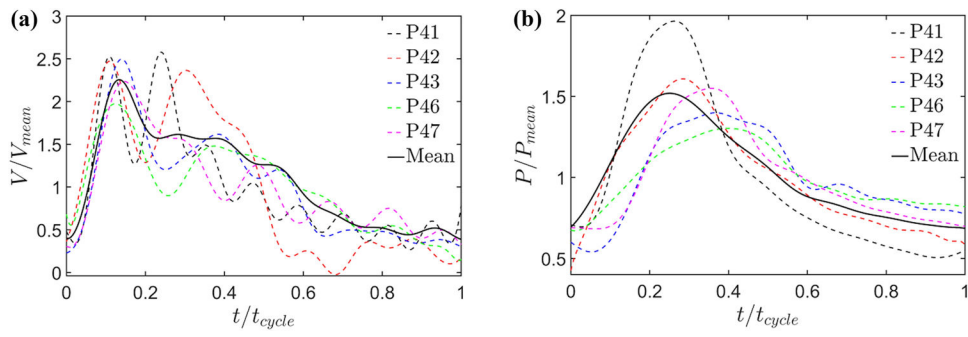 (a)
3
2.5
2
1.5
1
0.5
0
V/V_mean
P41
P42
P43
P46
P47
Mean
0 0.2 0.4 0.6 0.8 1
t/t_cycle
(b)
2
1.5
1
0.5
P/P_mean
P41
P42
P43
P46
P47
Mean
0 0.2 0.4 0.6 0.8 1
t/t_cycle